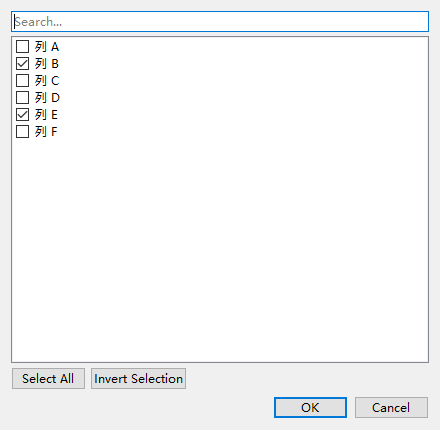 Search...
列 A
列 B
列 C
列 D
列 E
列 F
Select All
Invert Selection
OK
Cancel